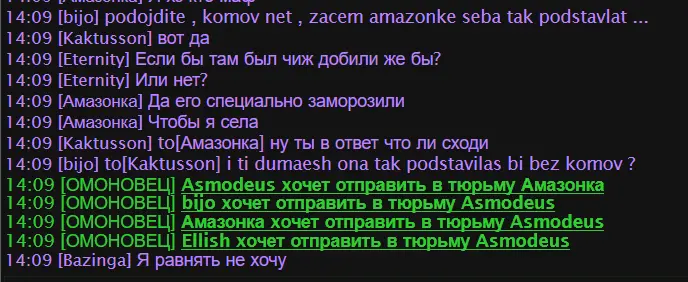 14:09 [bijo] podojdite , komov net , zacem amazonke seba tak podstavlat ...
14:09 [Kaktusson] вот да
14:09 [Eternity] Если бы там был чиж добили же бы?
14:09 [Eternity] Или нет?
14:09 [Амазонка] Да его специально заморозили
14:09 [Амазонка] Чтобы я села
14:09 [Kaktusson] to[Амазонка] ну ты в ответ что ли сходи
14:09 [bijo] to[Kaktusson] i ti dumaesh ona tak podstavilas bi bez komov ?
14:09 [ОМОНОВЕЦ] Asmodeus хочет отправить в тюрьму Амазонка
14:09 [ОМОНОВЕЦ] bijo хочет отправить в тюрьму Asmodeus
14:09 [ОМОНОВЕЦ] Амазонка хочет отправить в тюрьму Asmodeus
14:09 [ОМОНОВЕЦ] Ellish хочет отправить в тюрьму Asmodeus
14:09 [Bazinga] Я равнять не хочу